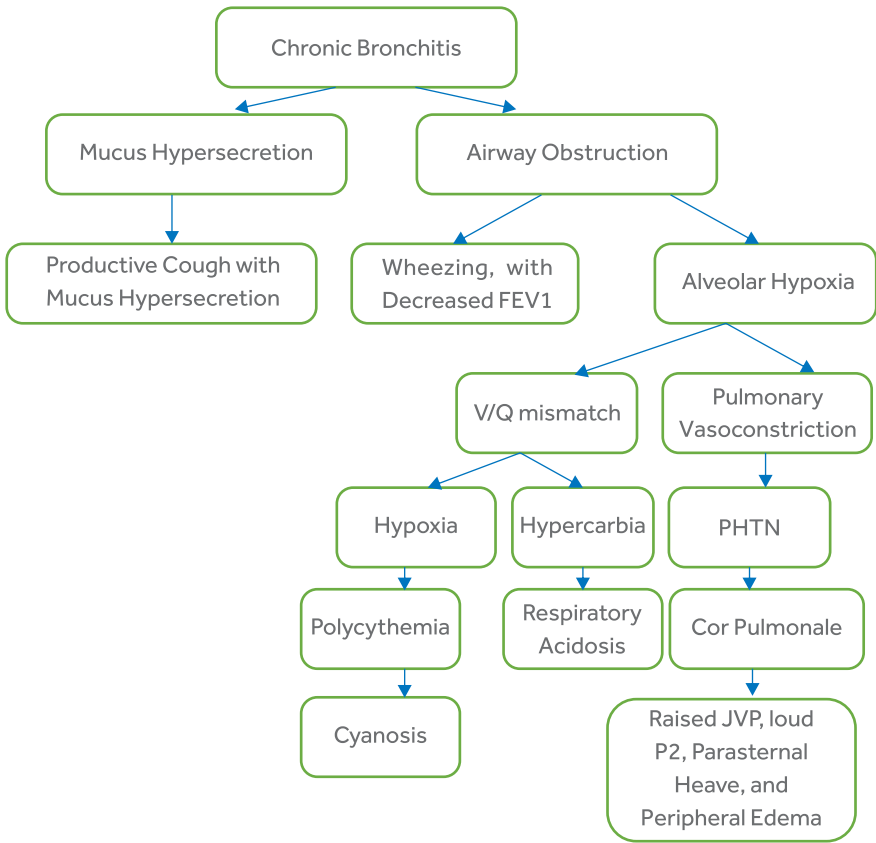 Chronic Bronchitis
Mucus Hypersecretion
Airway Obstruction
Productive Cough with
Mucus Hypersecretion
Wheezing, with
Decreased FEV1
Alveolar Hypoxia
V/Q mismatch
Pulmonary
Vasoconstriction
Hypoxia
Hypercarbia
PHTN
Polycythemia
Respiratory
Acidosis
Cor Pulmonale
Cyanosis
Raised JVP, loud
P2, Parasternal
Heave, and
Peripheral Edema